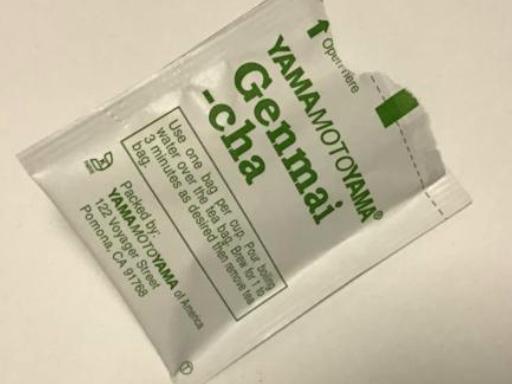 Open Here
YAMAMOTOYAMA®
Genmai
-cha
Use one bag per cup. Pour boiling
water over the tea bag. Brew for 1 to
3 minutes as desired then remove tea
bag.
Packed by:
YAMAMOTOYAMA of America
122 Voyager Street
Pomona, CA 91768